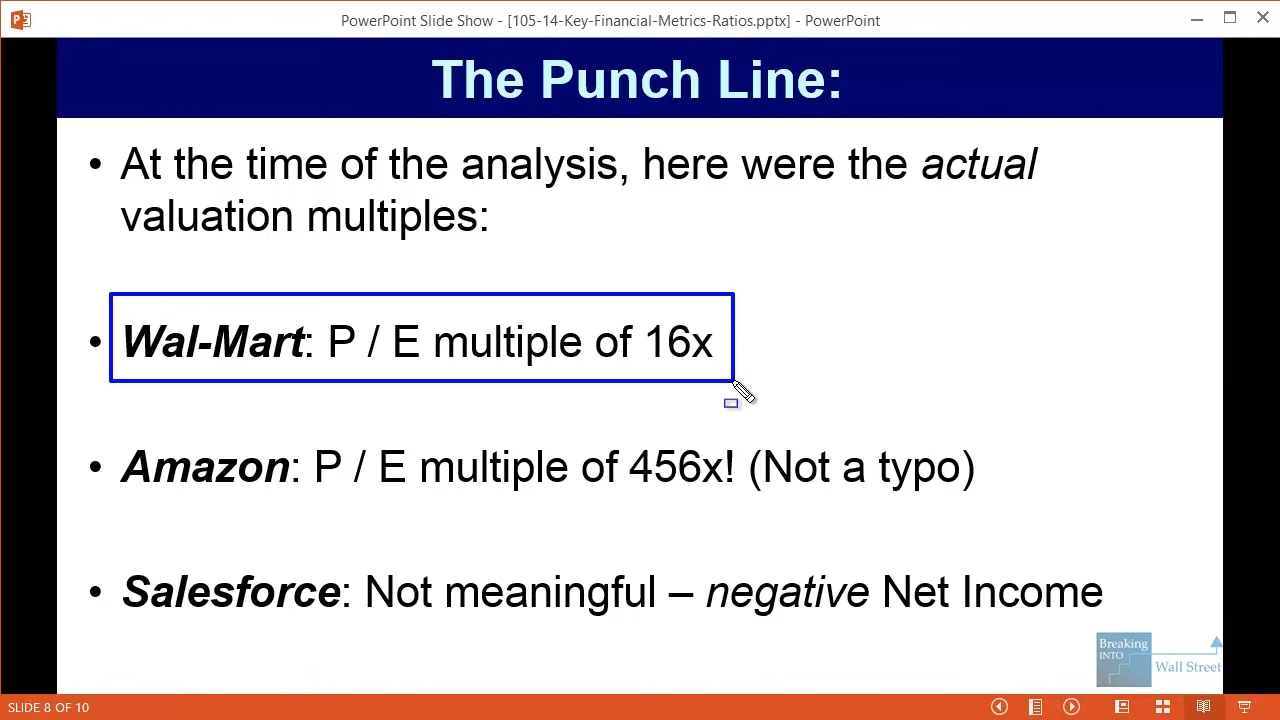 PowerPoint Slide Show - [105-14-Key-Financial-Metrics-Ratios.pptx] - PowerPoint
The Punch Line:
• At the time of the analysis, here were the actual
valuation multiples:
• Wal-Mart: P / E multiple of 16x
• Amazon: P / E multiple of 456x! (Not a typo)
• Salesforce: Not meaningful – negative Net Income
Breaking
INTO
Wall Street
SLIDE 8 OF 10